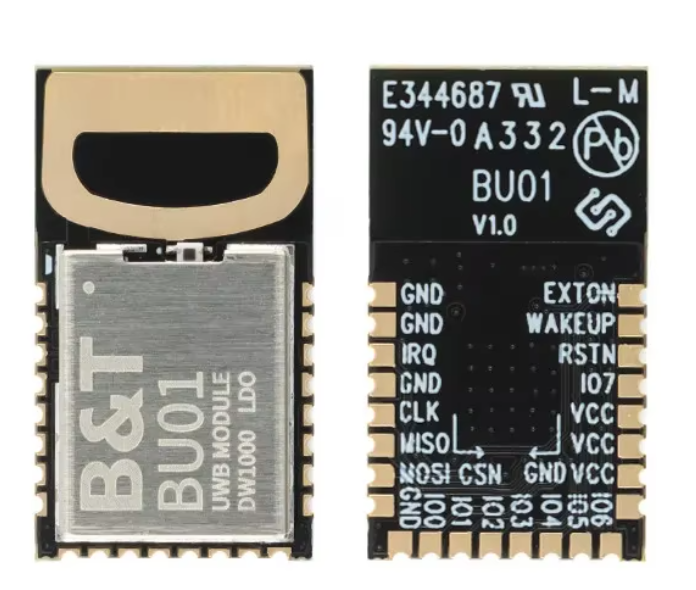 B&T
BU01
UWB MODULE
DW1000 LDO
E344687 RU L-M
94V-0 A332 Pb
BU01
V1.0
GND EXTON
GND WAKEUP
IRQ RSTN
GND IO7
CLK VCC
MISO VCC
MOSI CSN GND VCC
GND IO0 IO1 IO2 IO3 IO4 IO5 IO6